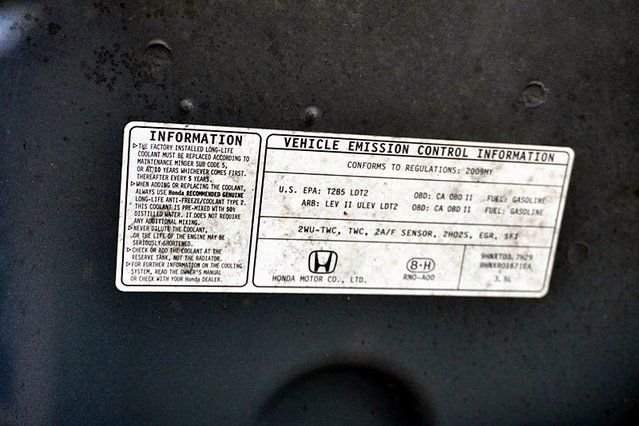 INFORMATION
▷THE FACTORY INSTALLED LONG-LIFE
COOLANT MUST BE REPLACED ACCORDING TO
MAINTENANCE MINDER SUB CODE 5,
OR AT 10 YEARS WHICHEVER COMES FIRST.
THEREAFTER EVERY 5 YEARS.
▷WHEN ADDING OR REPLACING THE COOLANT,
ALWAYS USE Honda RECOMMENDED GENUINE
LONG-LIFE ANTI-FREEZE/COOLANT TYPE 2.
THIS COOLANT IS PRE-MIXED WITH 50%
DISTILLED WATER. IT DOES NOT REQUIRE
ANY ADDITIONAL MIXING.
▷NEVER DILUTE THE COOLANT,
OR THE LIFE OF THE ENGINE MAY BE
SERIOUSLY SHORTENED.
▷CHECK OR ADD THE COOLANT AT THE
RESERVE TANK, NOT THE RADIATOR.
▷FOR FURTHER INFORMATION ON THE COOLING
SYSTEM, READ THE OWNER'S MANUAL
OR CHECK WITH YOUR Honda DEALER.
VEHICLE EMISSION CONTROL INFORMATION
CONFORMS TO REGULATIONS: 2009MY
U.S. EPA: T2B5 LDT2 OBD: CA OBD II FUEL: GASOLINE
ARB: LEV II ULEV LDT2 OBD: CA OBD II FUEL: GASOLINE
2WU-TWC, TWC, 2A/F SENSOR, 2HO2S, EGR, SFI
HONDA MOTOR CO., LTD.
8-H
RNO-A00
9HNXT03.7H29
9HNXR0167IEA
3.5L